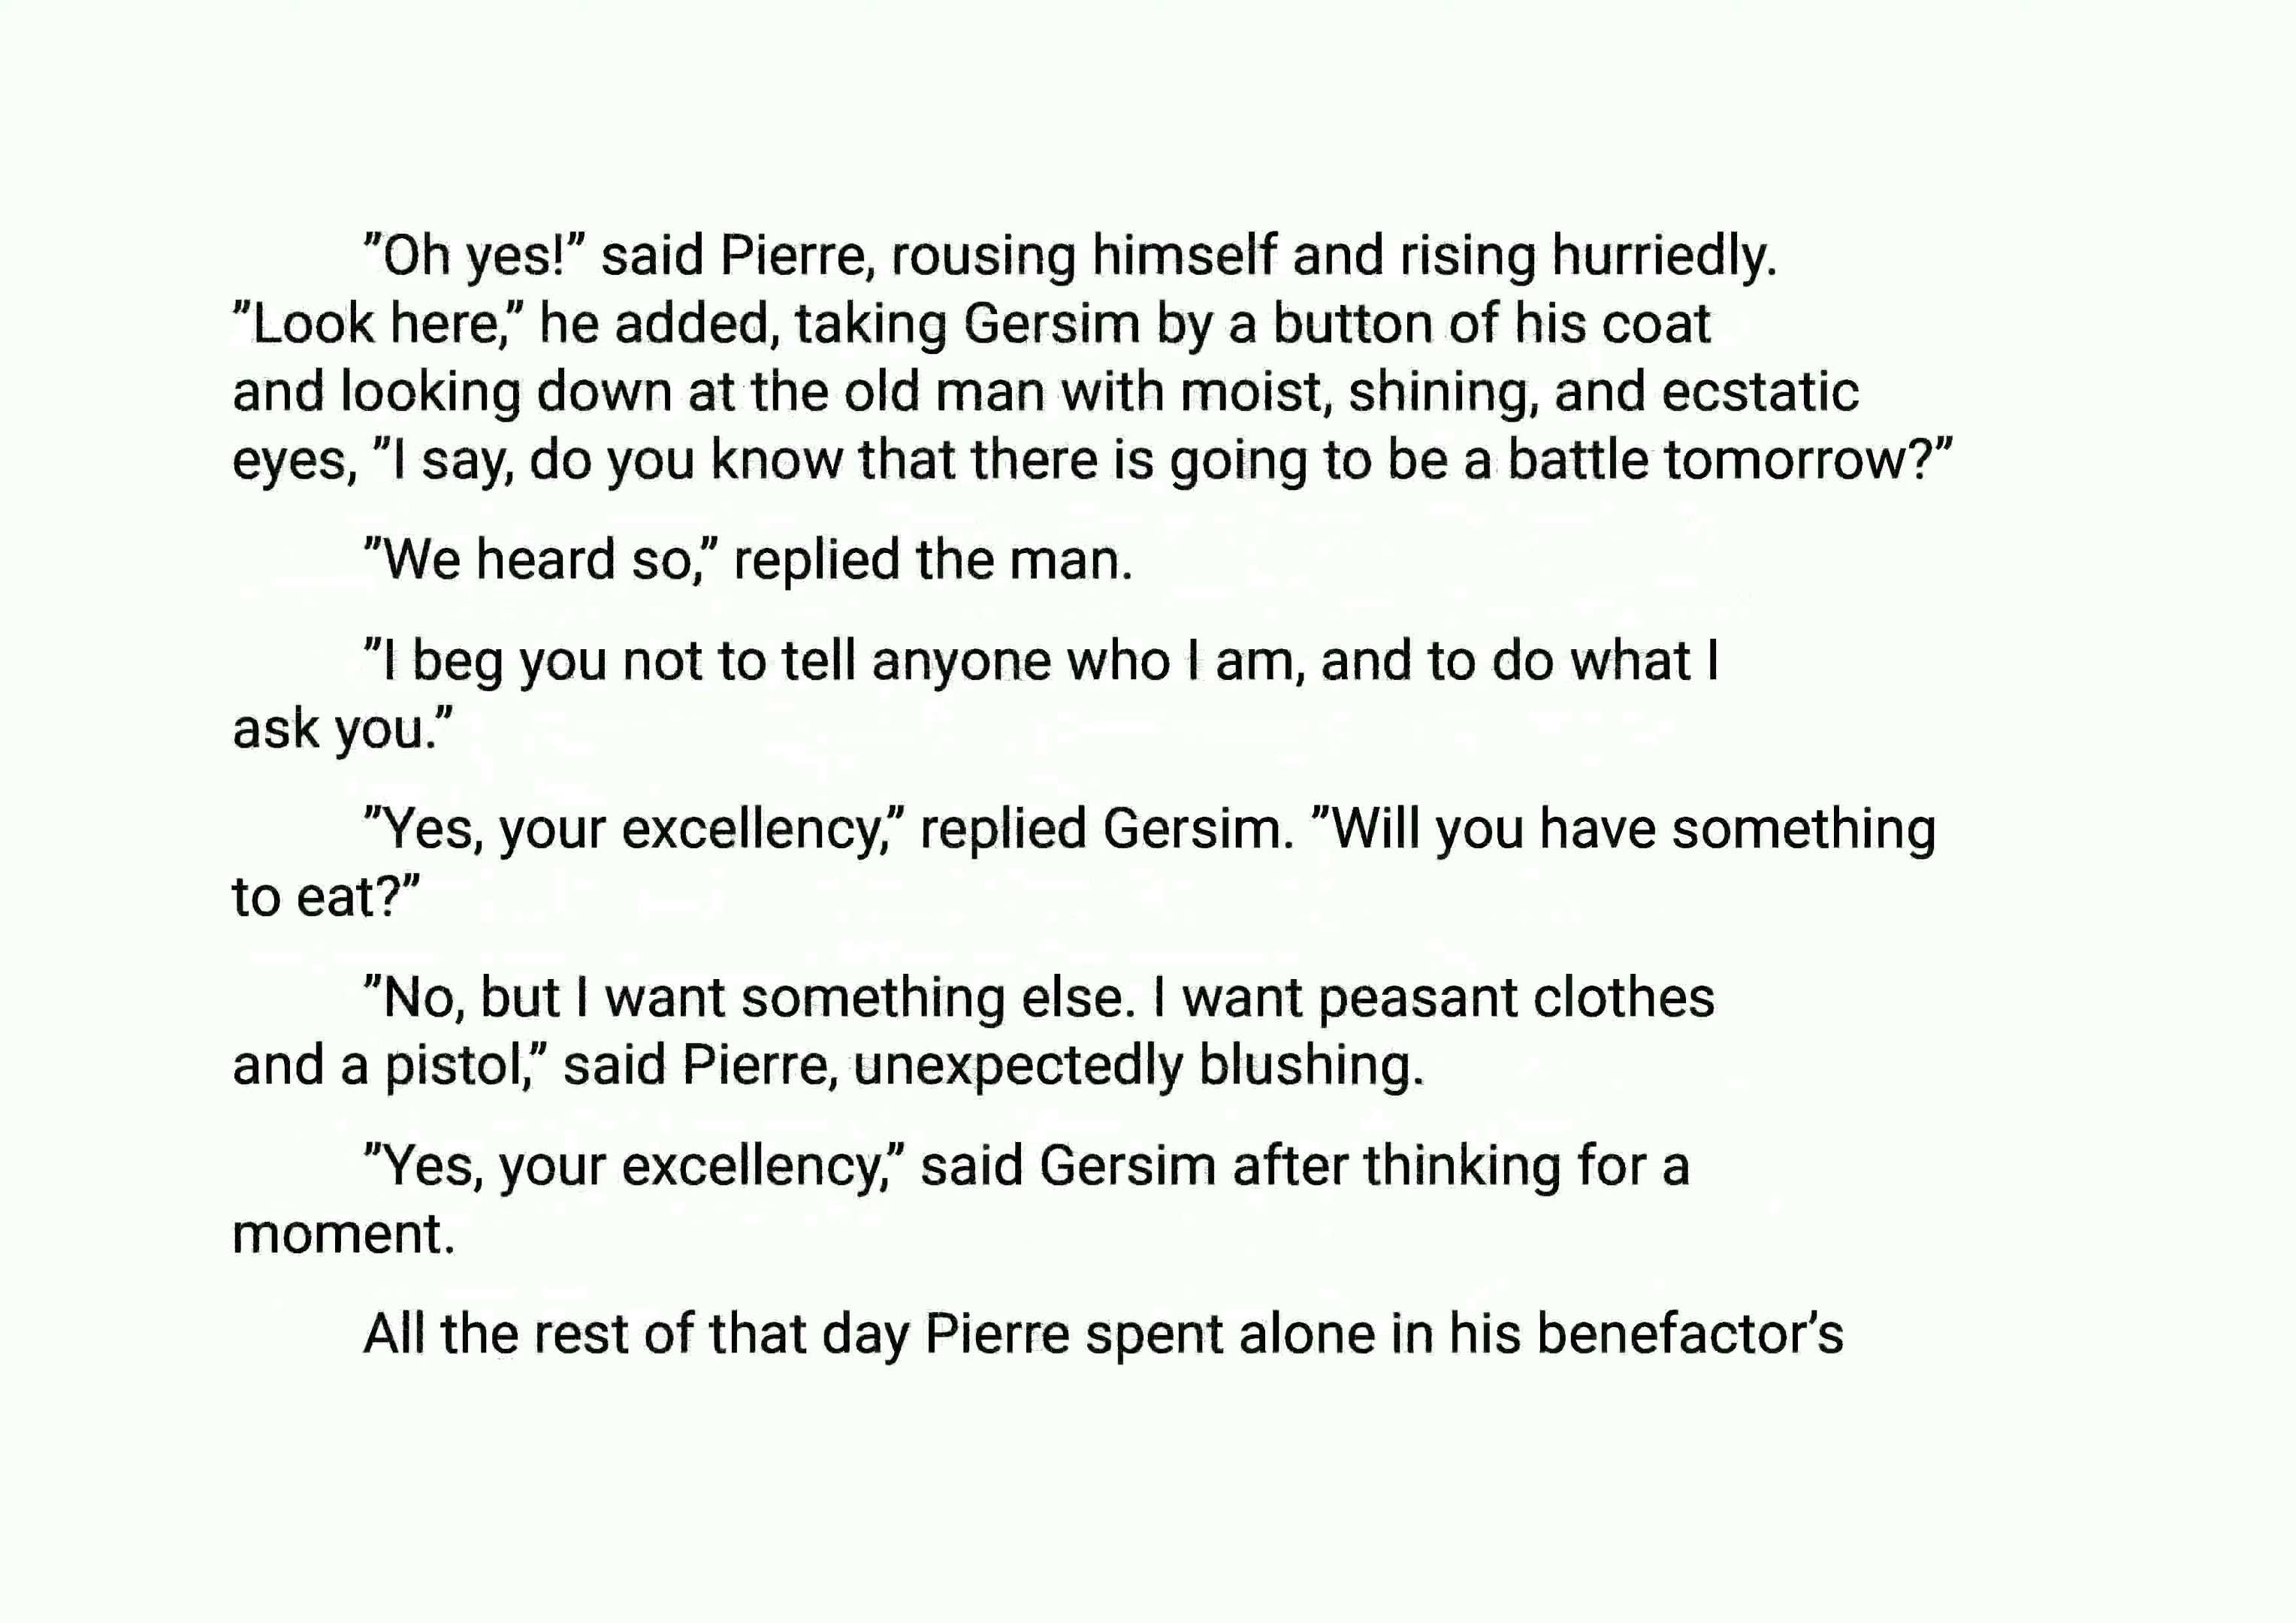 ”Oh yes!” said Pierre, rousing himself and rising hurriedly.
”Look here,” he added, taking Gersim by a button of his coat
and looking down at the old man with moist, shining, and ecstatic
eyes, ”I say, do you know that there is going to be a battle tomorrow?”
”We heard so,” replied the man.
”I beg you not to tell anyone who I am, and to do what I
ask you.”
”Yes, your excellency,” replied Gersim. ”Will you have something
to eat?”
”No, but I want something else. I want peasant clothes
and a pistol,” said Pierre, unexpectedly blushing.
”Yes, your excellency,” said Gersim after thinking for a
moment.
All the rest of that day Pierre spent alone in his benefactor’s